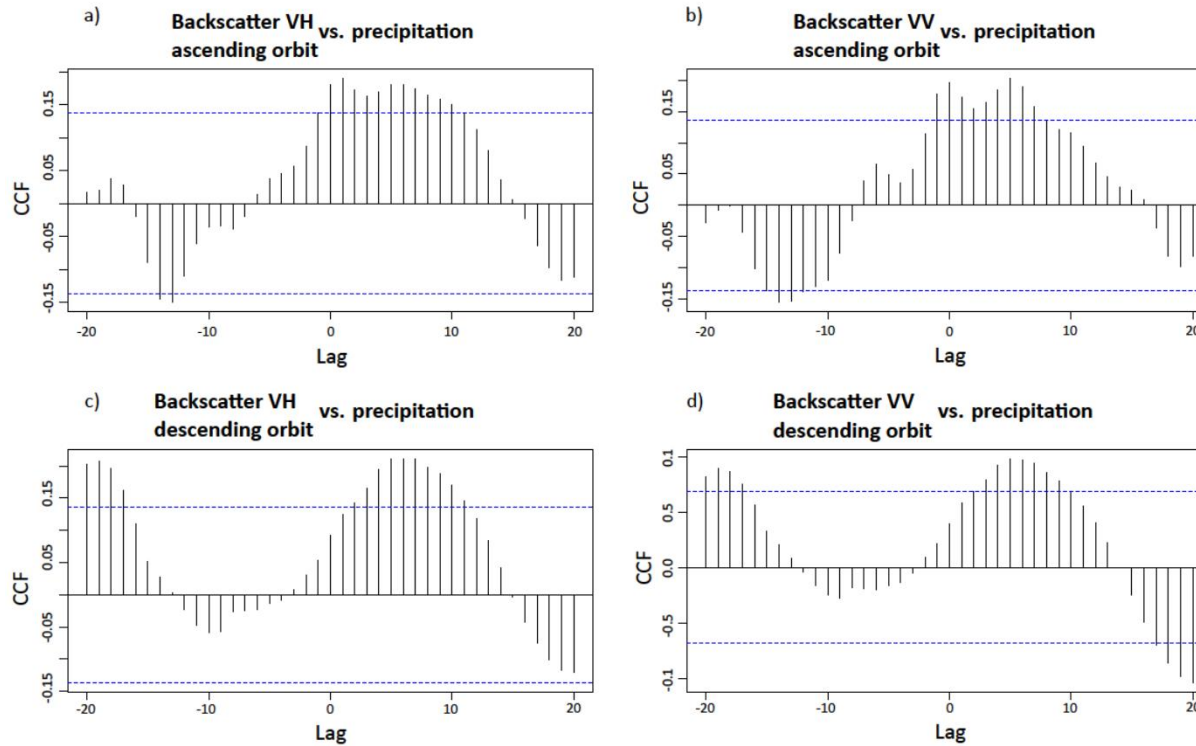 a)
Backscatter VH
ascending orbit vs. precipitation
CCF
0.15
0.05
-0.05
-0.15
-20
-10
0
10
20
Lag
b)
Backscatter VV
ascending orbit vs. precipitation
CCF
0.15
0.05
-0.05
-0.15
-20
-10
0
10
20
Lag
c)
Backscatter VH
descending orbit vs. precipitation
CCF
0.15
0.05
-0.05
-0.15
-20
-10
0
10
20
Lag
d)
Backscatter VV
descending orbit vs. precipitation
CCF
0.1
0.5
0.0
-0.5
-0.1
-20
-10
0
10
20
Lag